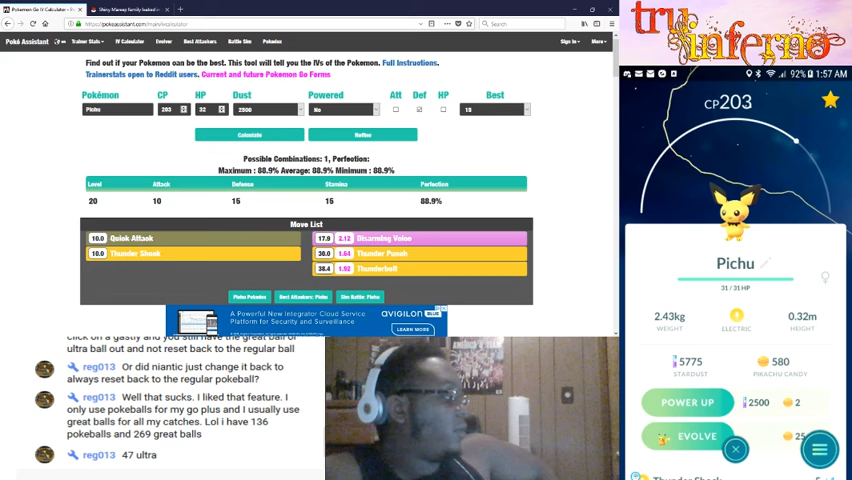 Pokemon Go IV Calculator -
Shiny Mareep family leaked in
https://pokeassistant.com/main/ivcalculator
Search
Poké Assistant
Trainer Stats
IV Calculator
Evolver
Best Attackers
Battle Sim
Pokedex
Sign In
More
Find out if your Pokemon can be the best. This tool will tell you the IVs of the Pokemon. Full Instructions.
Trainerstats open to Reddit users. Current and future Pokemon Go Forms
Pokémon CP HP Dust Powered Att Def HP Best
Pichu 203 32 2500 No 15
Calculate Refine
Possible Combinations: 1, Perfection:
Maximum : 88.9% Average: 88.9% Minimum : 88.9%
Level Attack Defense Stamina Perfection
20 10 15 15 88.9%
Move List
10.0 Quick Attack 17.9 2.12 Disarming Voice
10.0 Thunder Shock 30.0 1.64 Thunder Punch
38.4 1.92 Thunderbolt
Pichu Pokedex Best Attackers: Pichu Sim Battle: Pichu
A Powerful New Integrator Cloud Service
Platform for Security and Surveillance
AVIGILON BLUE
LEARN MORE
click on a gastly and you still have the great ball or
ultra ball out and not reset back to the regular ball
reg013 Or did niantic just change it back to
always reset back to the regular pokeball?
reg013 Well that sucks. I liked that feature. I
only use pokeballs for my go plus and I usually use
great balls for all my catches. Lol i have 136
pokeballs and 269 great balls
reg013 47 ultra
tru
inferno
92% 1:57 AM
CP203
Pichu
31 / 31 HP
2.43kg
WEIGHT
ELECTRIC
0.32m
HEIGHT
5775
STARDUST
580
PIKACHU CANDY
POWER UP 2500 2
EVOLVE 25
Thunder Shock